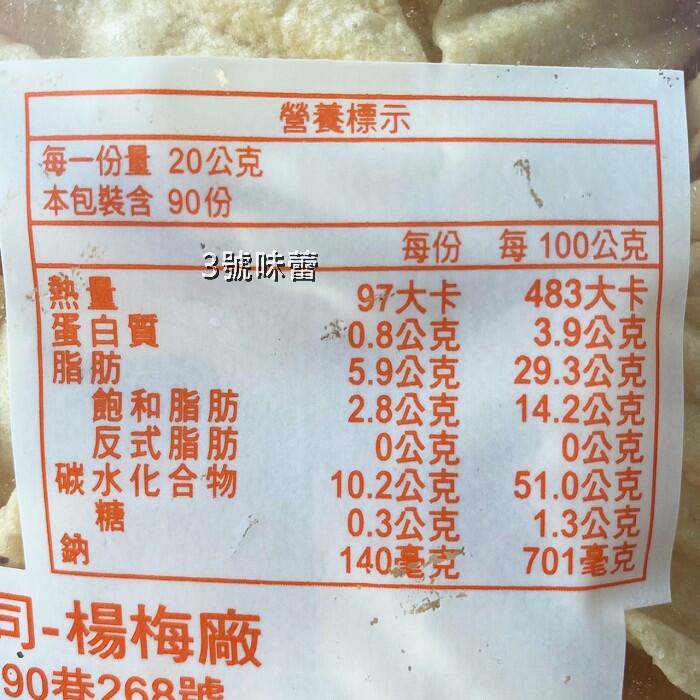 營養標示
每一份量 20公克
本包裝含 90份
每份 每 100公克
3號味蕾
熱量 97大卡 483大卡
蛋白質 0.8公克 3.9公克
脂肪 5.9公克 29.3公克
飽和脂肪 2.8公克 14.2公克
反式脂肪 0公克 0公克
碳水化合物 10.2公克 51.0公克
糖 0.3公克 1.3公克
鈉 140毫克 701毫克
司-楊梅廠
90巷268號